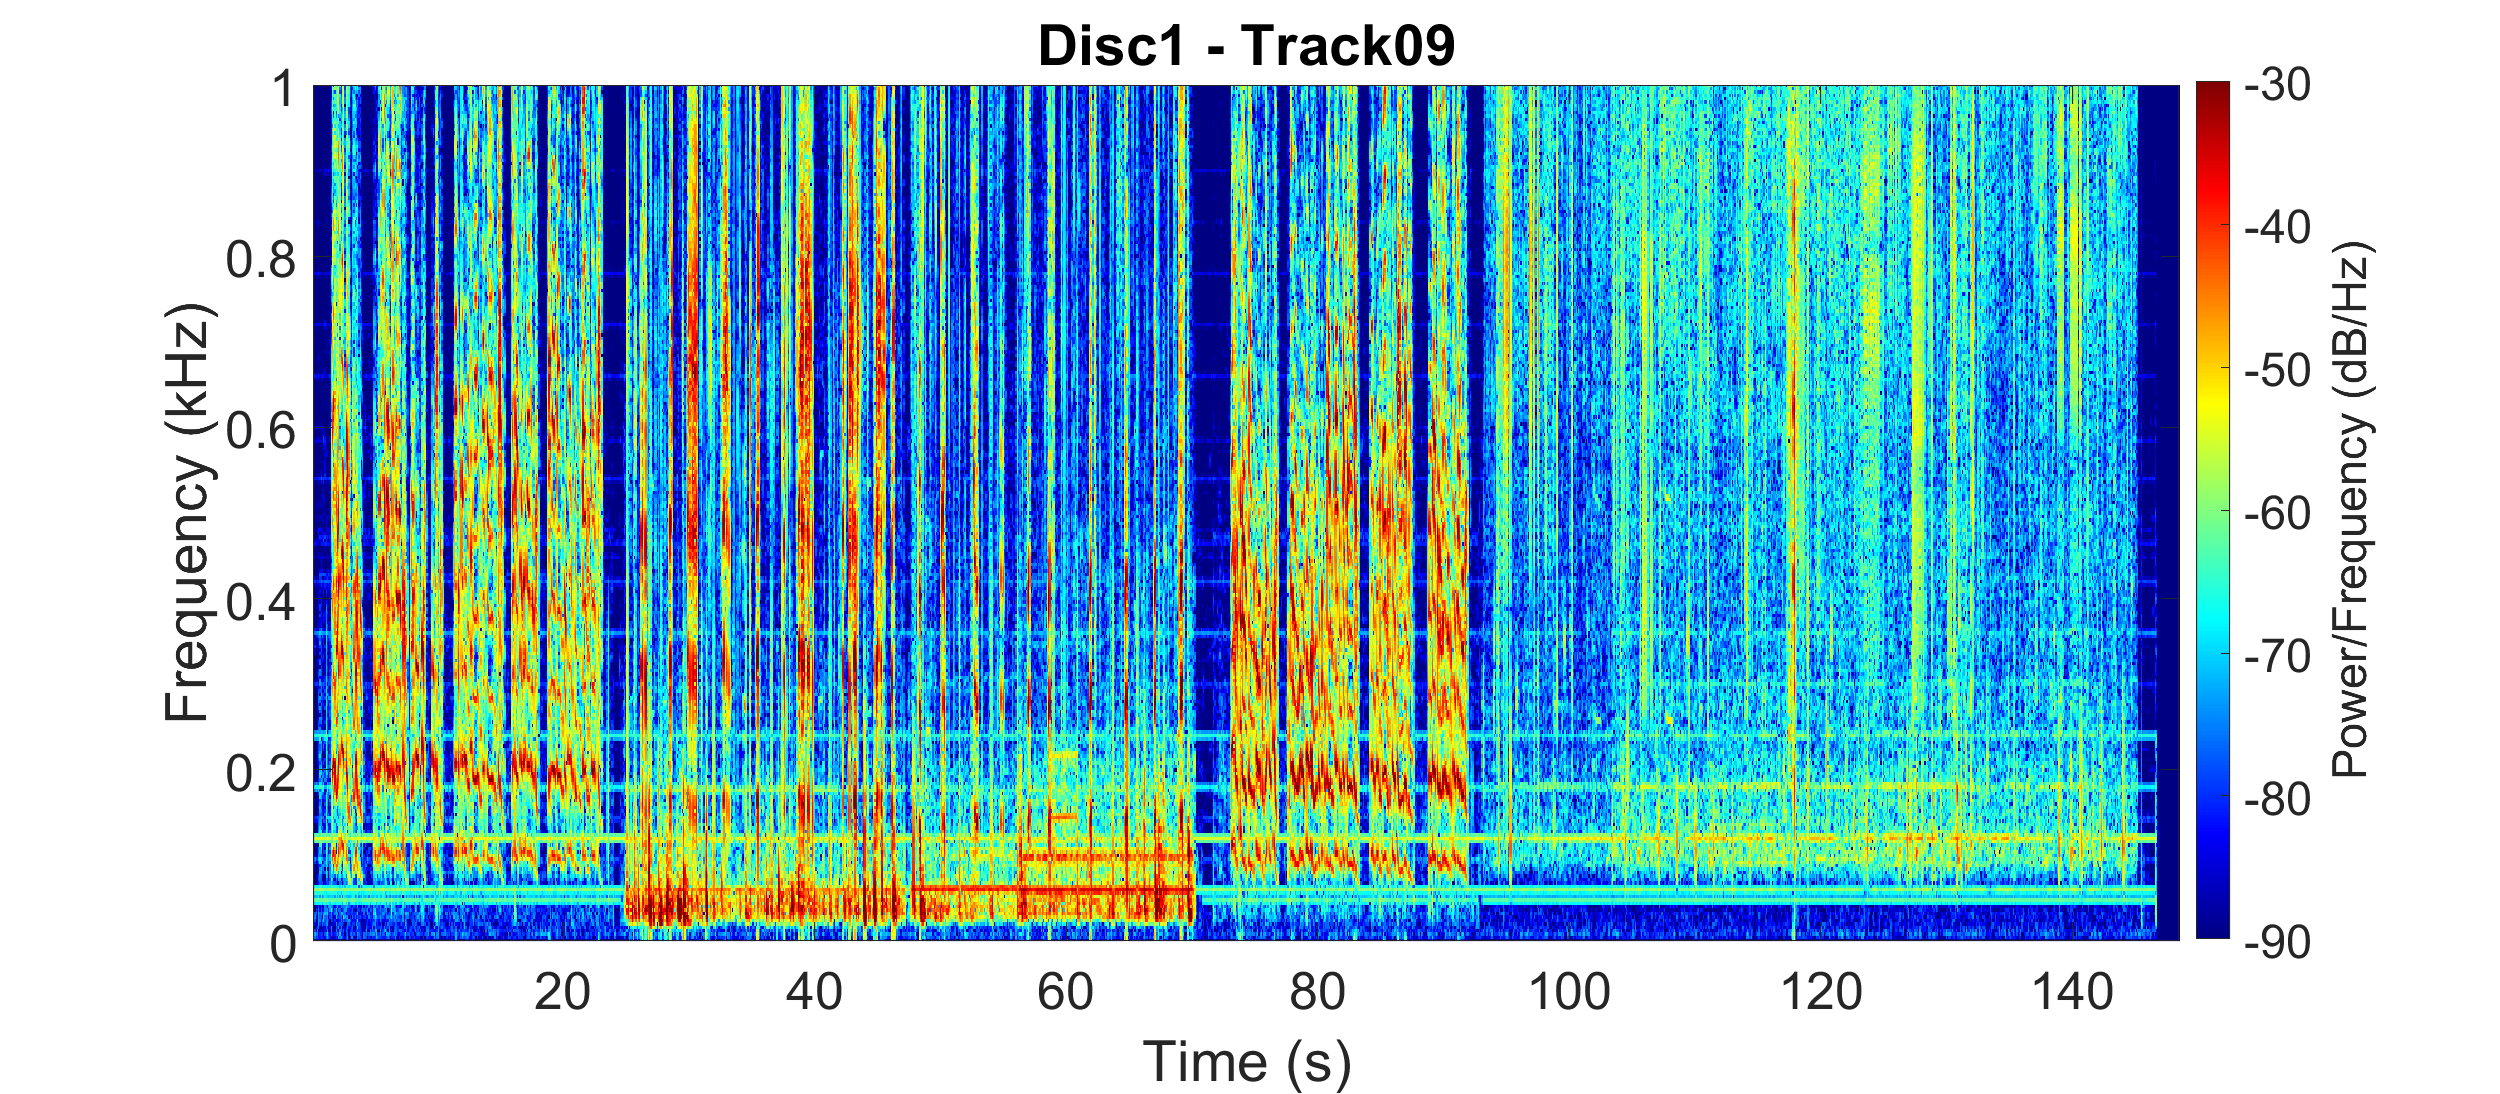 Disc1 - Track09
1
0.8
0.6
0.4
0.2
0
Frequency (kHz)
20 40 60 80 100 120 140
Time (s)
-30
-40
-50
-60
-70
-80
-90
Power/Frequency (dB/Hz)